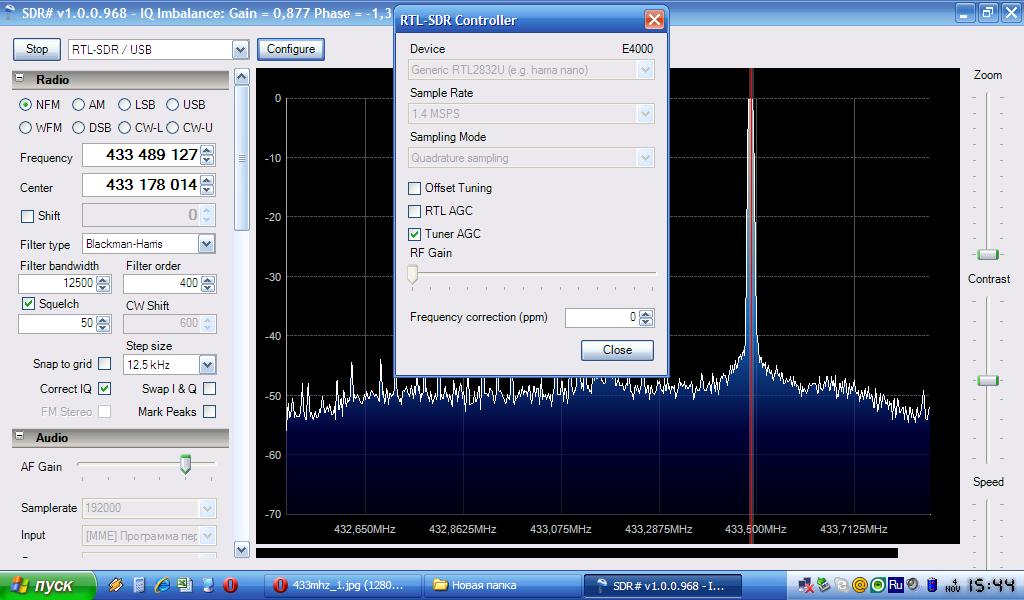 SDR# v1.0.0.968 - IQ Imbalance: Gain = 0,877 Phase = -1,3
Stop
RTL-SDR / USB
Configure
Radio
NFM AM LSB USB
WFM DSB CW-L CW-U
Frequency 433 489 127
Center 433 178 014
Shift 0
Filter type Blackman-Harris
Filter bandwidth Filter order
12500 400
Squelch CW Shift
50 600
Step size
Snap to grid 12.5 kHz
Correct IQ Swap I & Q
FM Stereo Mark Peaks
Audio
AF Gain
Samplerate 192000
Input [MME] Программа пер
RTL-SDR Controller
Device E4000
Generic RTL2832U (e.g. hama nano)
Sample Rate
1.4 MSPS
Sampling Mode
Quadrature sampling
Offset Tuning
RTL AGC
Tuner AGC
RF Gain
Frequency correction (ppm) 0
Close
0
-10
-20
-30
-40
-50
-60
-70
432,650MHz 432,8625MHz 433,075MHz 433,2875MHz 433,500MHz 433,7125MHz
Zoom
Contrast
Speed
пуск
433mhz_1.jpg (1280...
Новая папка
SDR# v1.0.0.968 - I...
Ru
4
NOV
15:44